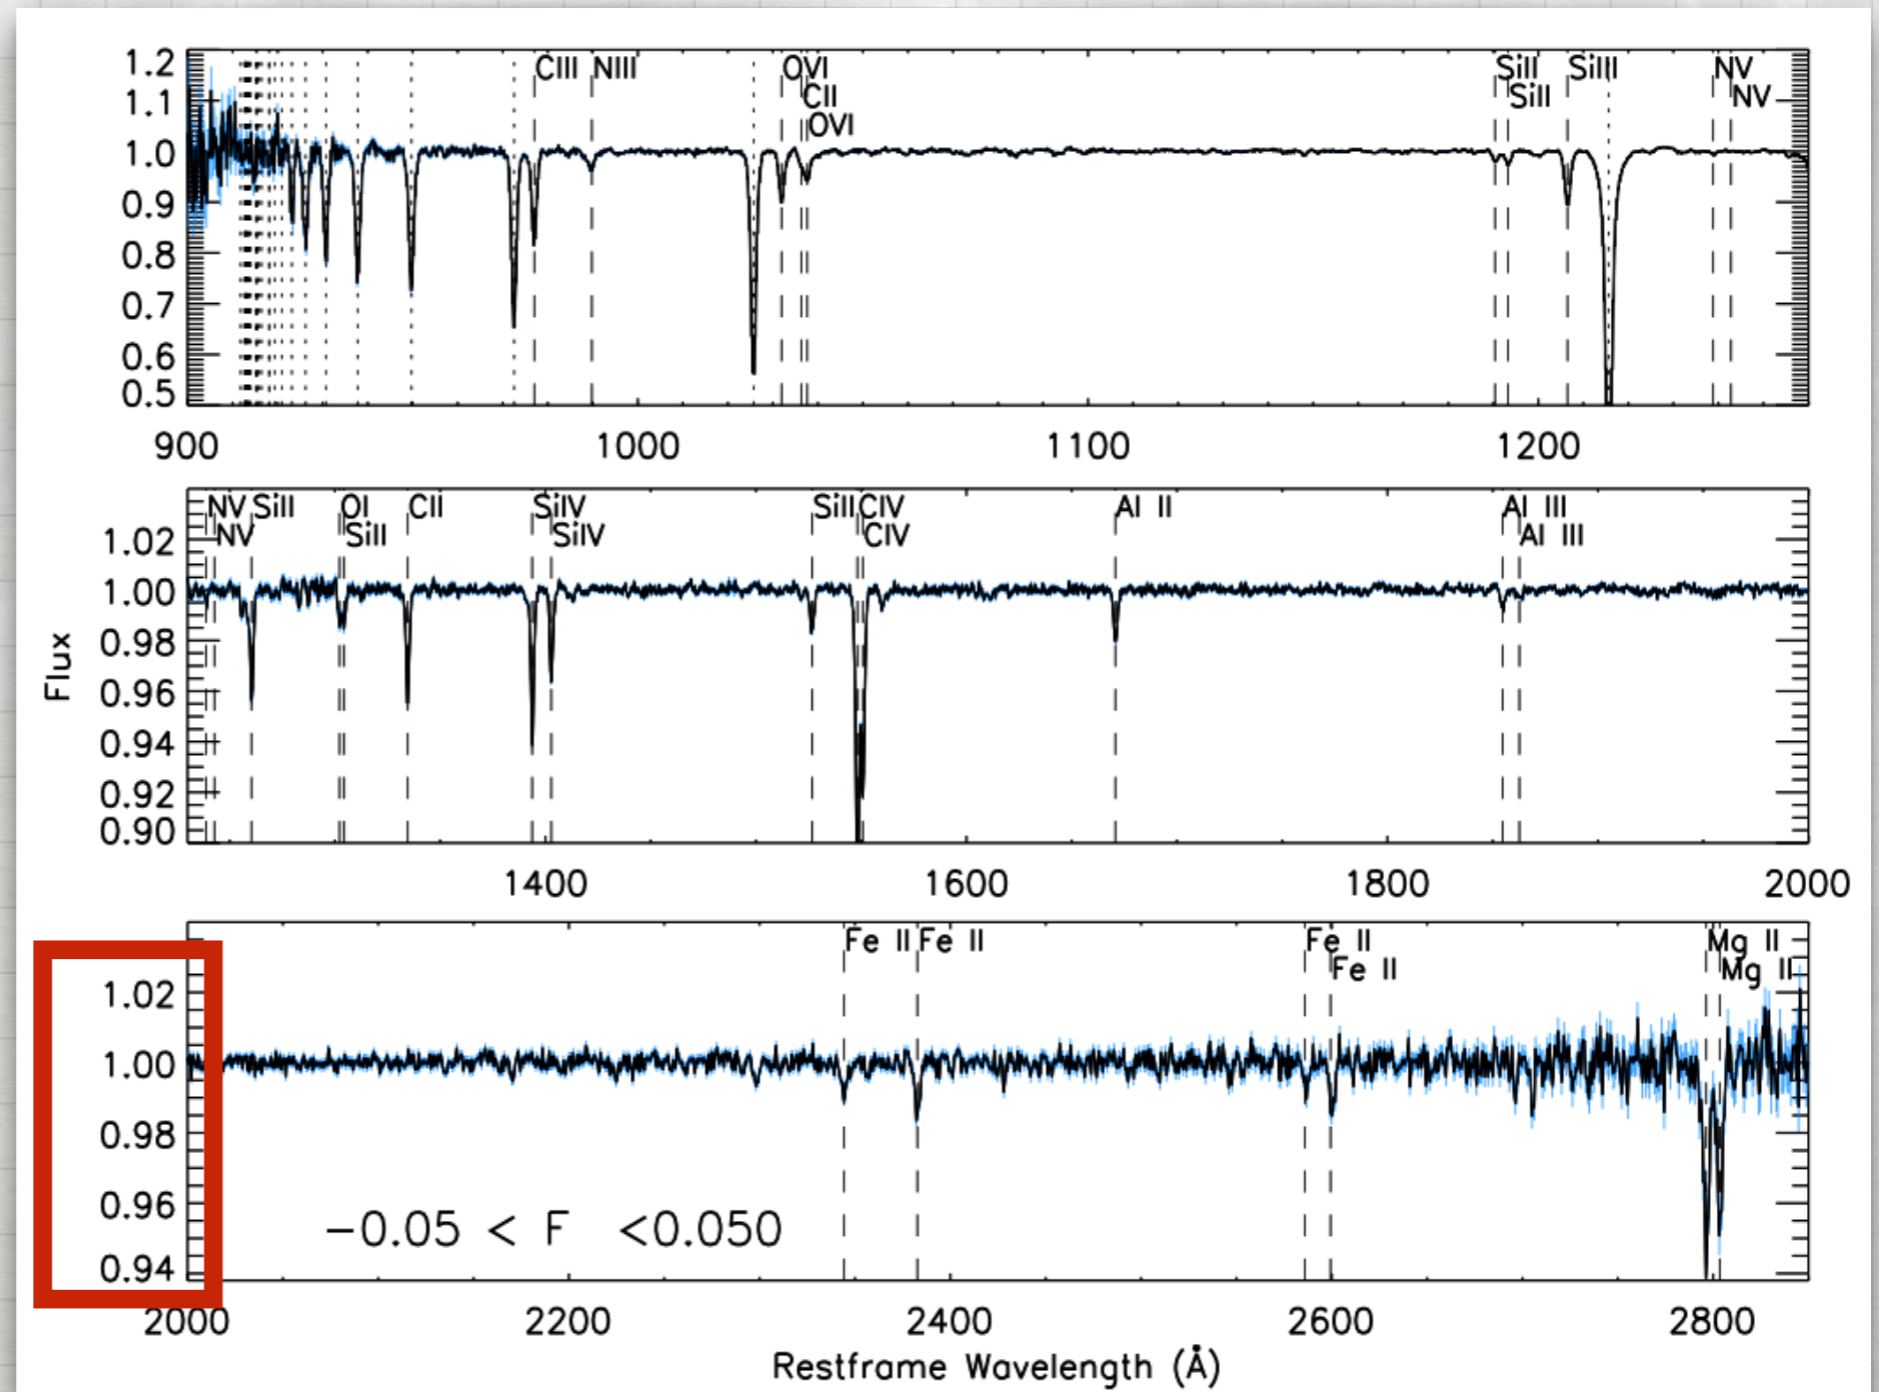 1.2
1.1
1.0
0.9
0.8
0.7
0.6
0.5
CIII NIII OVI SiII SiIII NV
CII SiII NV
OVI
900 1000 1100 1200
NV SiII OI CII SiIV SiII CIV Al II Al III
NV SiII SiIV CIV Al III
1.02
1.00
0.98
0.96
0.94
0.92
0.90
Flux
1400 1600 1800 2000
Fe II Fe II Fe II Mg II
Fe II Mg II
1.02
1.00
0.98
0.96
0.94
−0.05 < F <0.050
2000 2200 2400 2600 2800
Restframe Wavelength (Å)